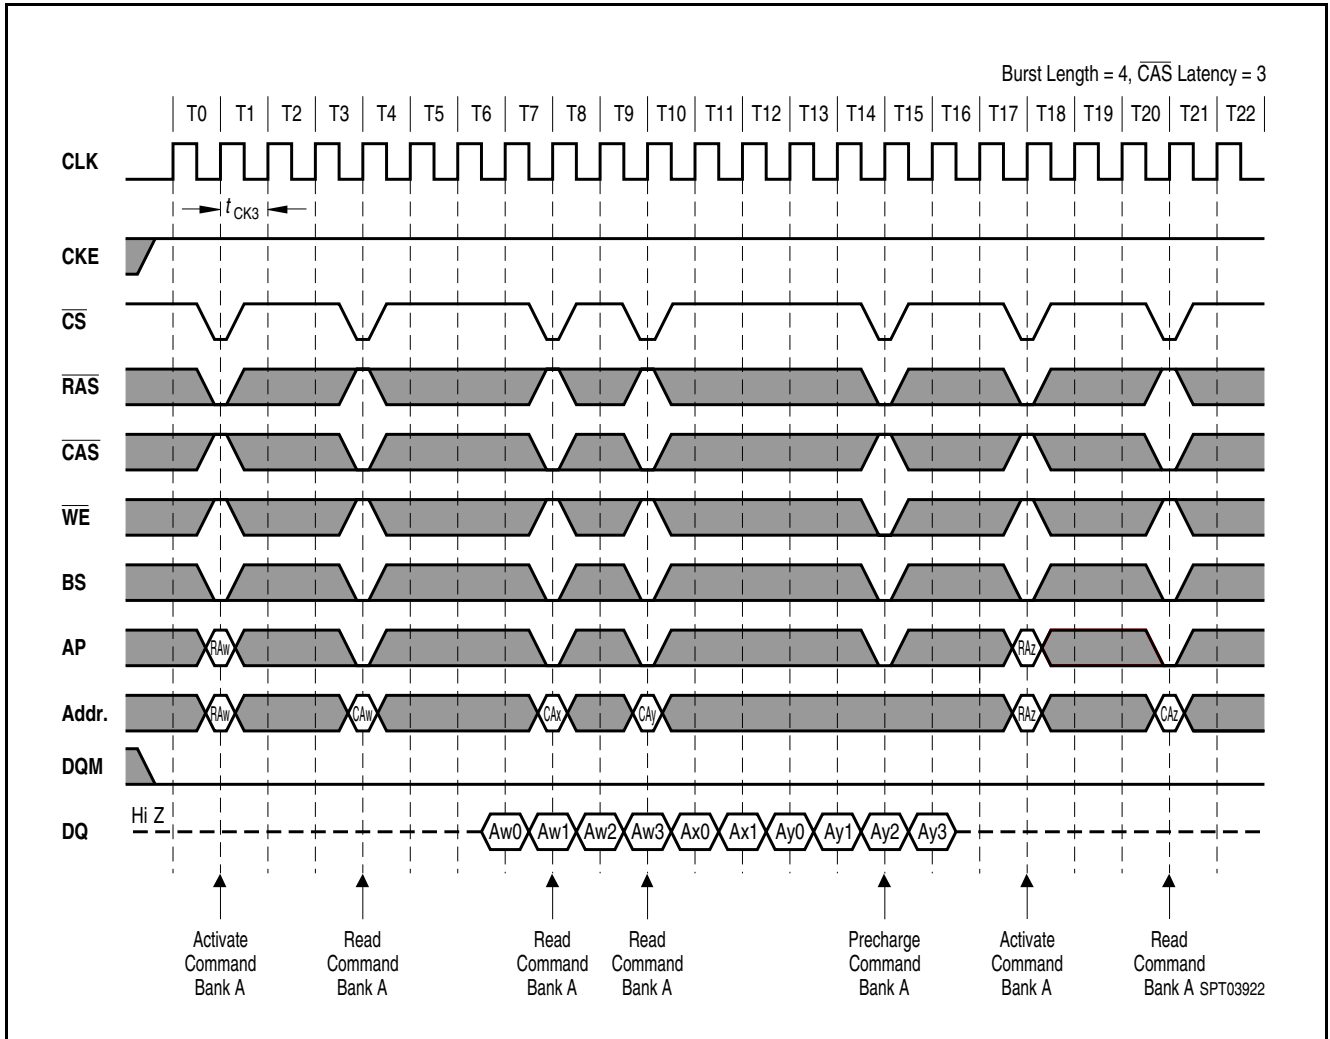 Burst Length = 4, CAS Latency = 3
T0 T1 T2 T3 T4 T5 T6 T7 T8 T9 T10 T11 T12 T13 T14 T15 T16 T17 T18 T19 T20 T21 T22
CLK
t CK3
CKE
CS
RAS
CAS
WE
BS
AP RAw RAz
Addr. RAw CAw CAx CAy RAz CAz
DQM
Hi Z
DQ Aw0 Aw1 Aw2 Aw3 Ax0 Ax1 Ay0 Ay1 Ay2 Ay3
Activate Read Read Read Precharge Activate Read
Command Command Command Command Command Command Command
Bank A Bank A Bank A Bank A Bank A Bank A Bank A SPT03922